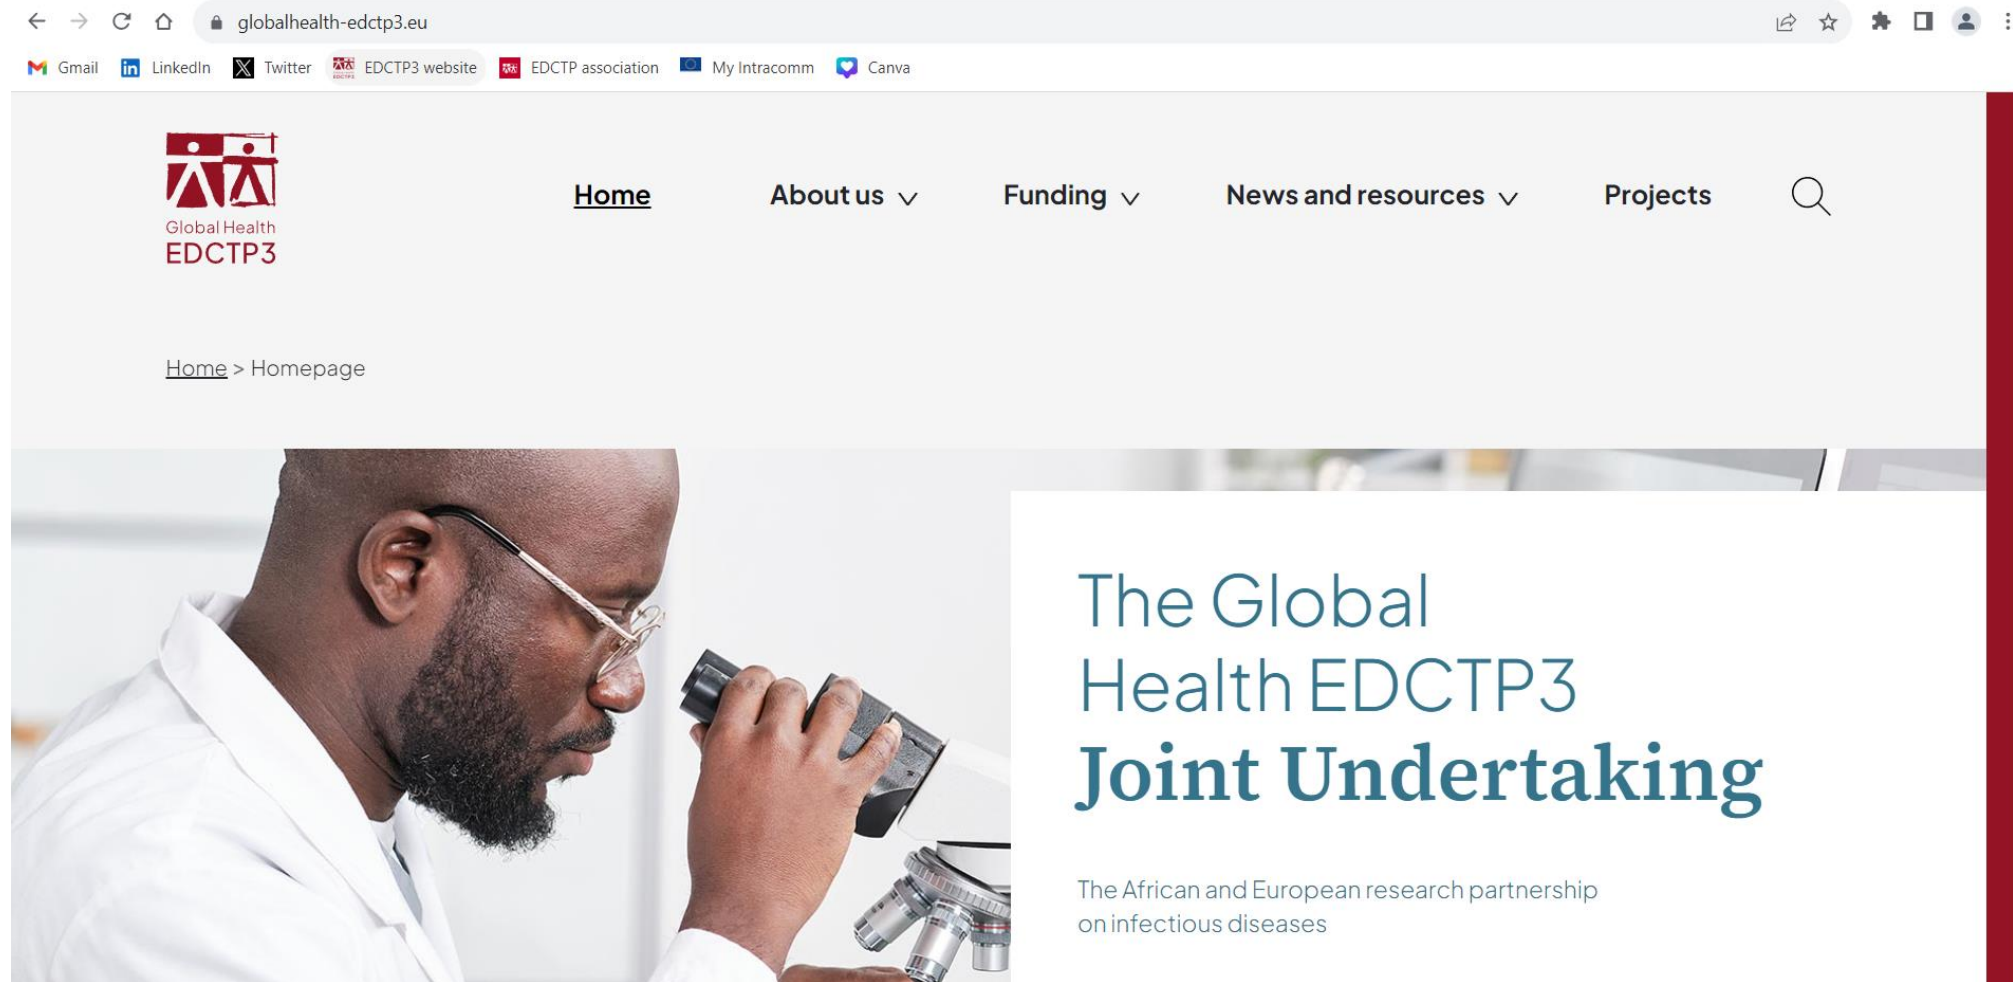 globalhealth-edctp3.eu
Gmail LinkedIn Twitter EDCTP3 website EDCTP association My Intracomm Canva
Global Health
EDCTP3
Home About us Funding News and resources Projects
Home > Homepage
The Global
Health EDCTP3
Joint Undertaking
The African and European research partnership
on infectious diseases